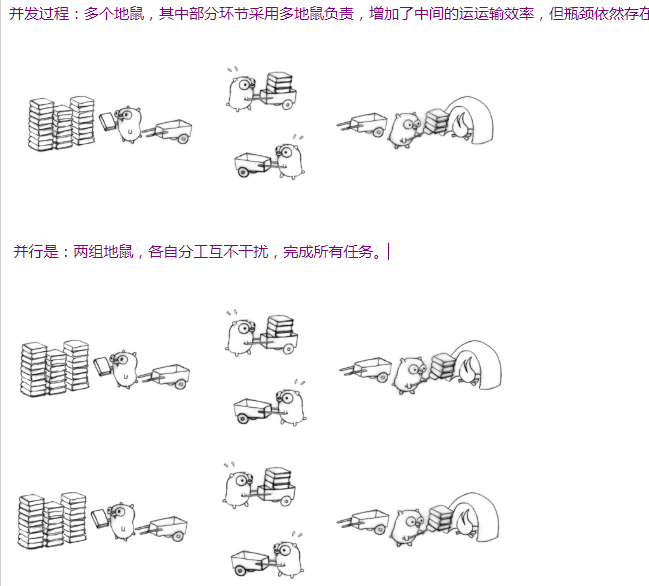 并发过程：多个地鼠，其中部分环节采用多地鼠负责，增加了中间的运运输效率，但瓶颈依然存在
并行是：两组地鼠，各自分工互不干扰，完成所有任务。